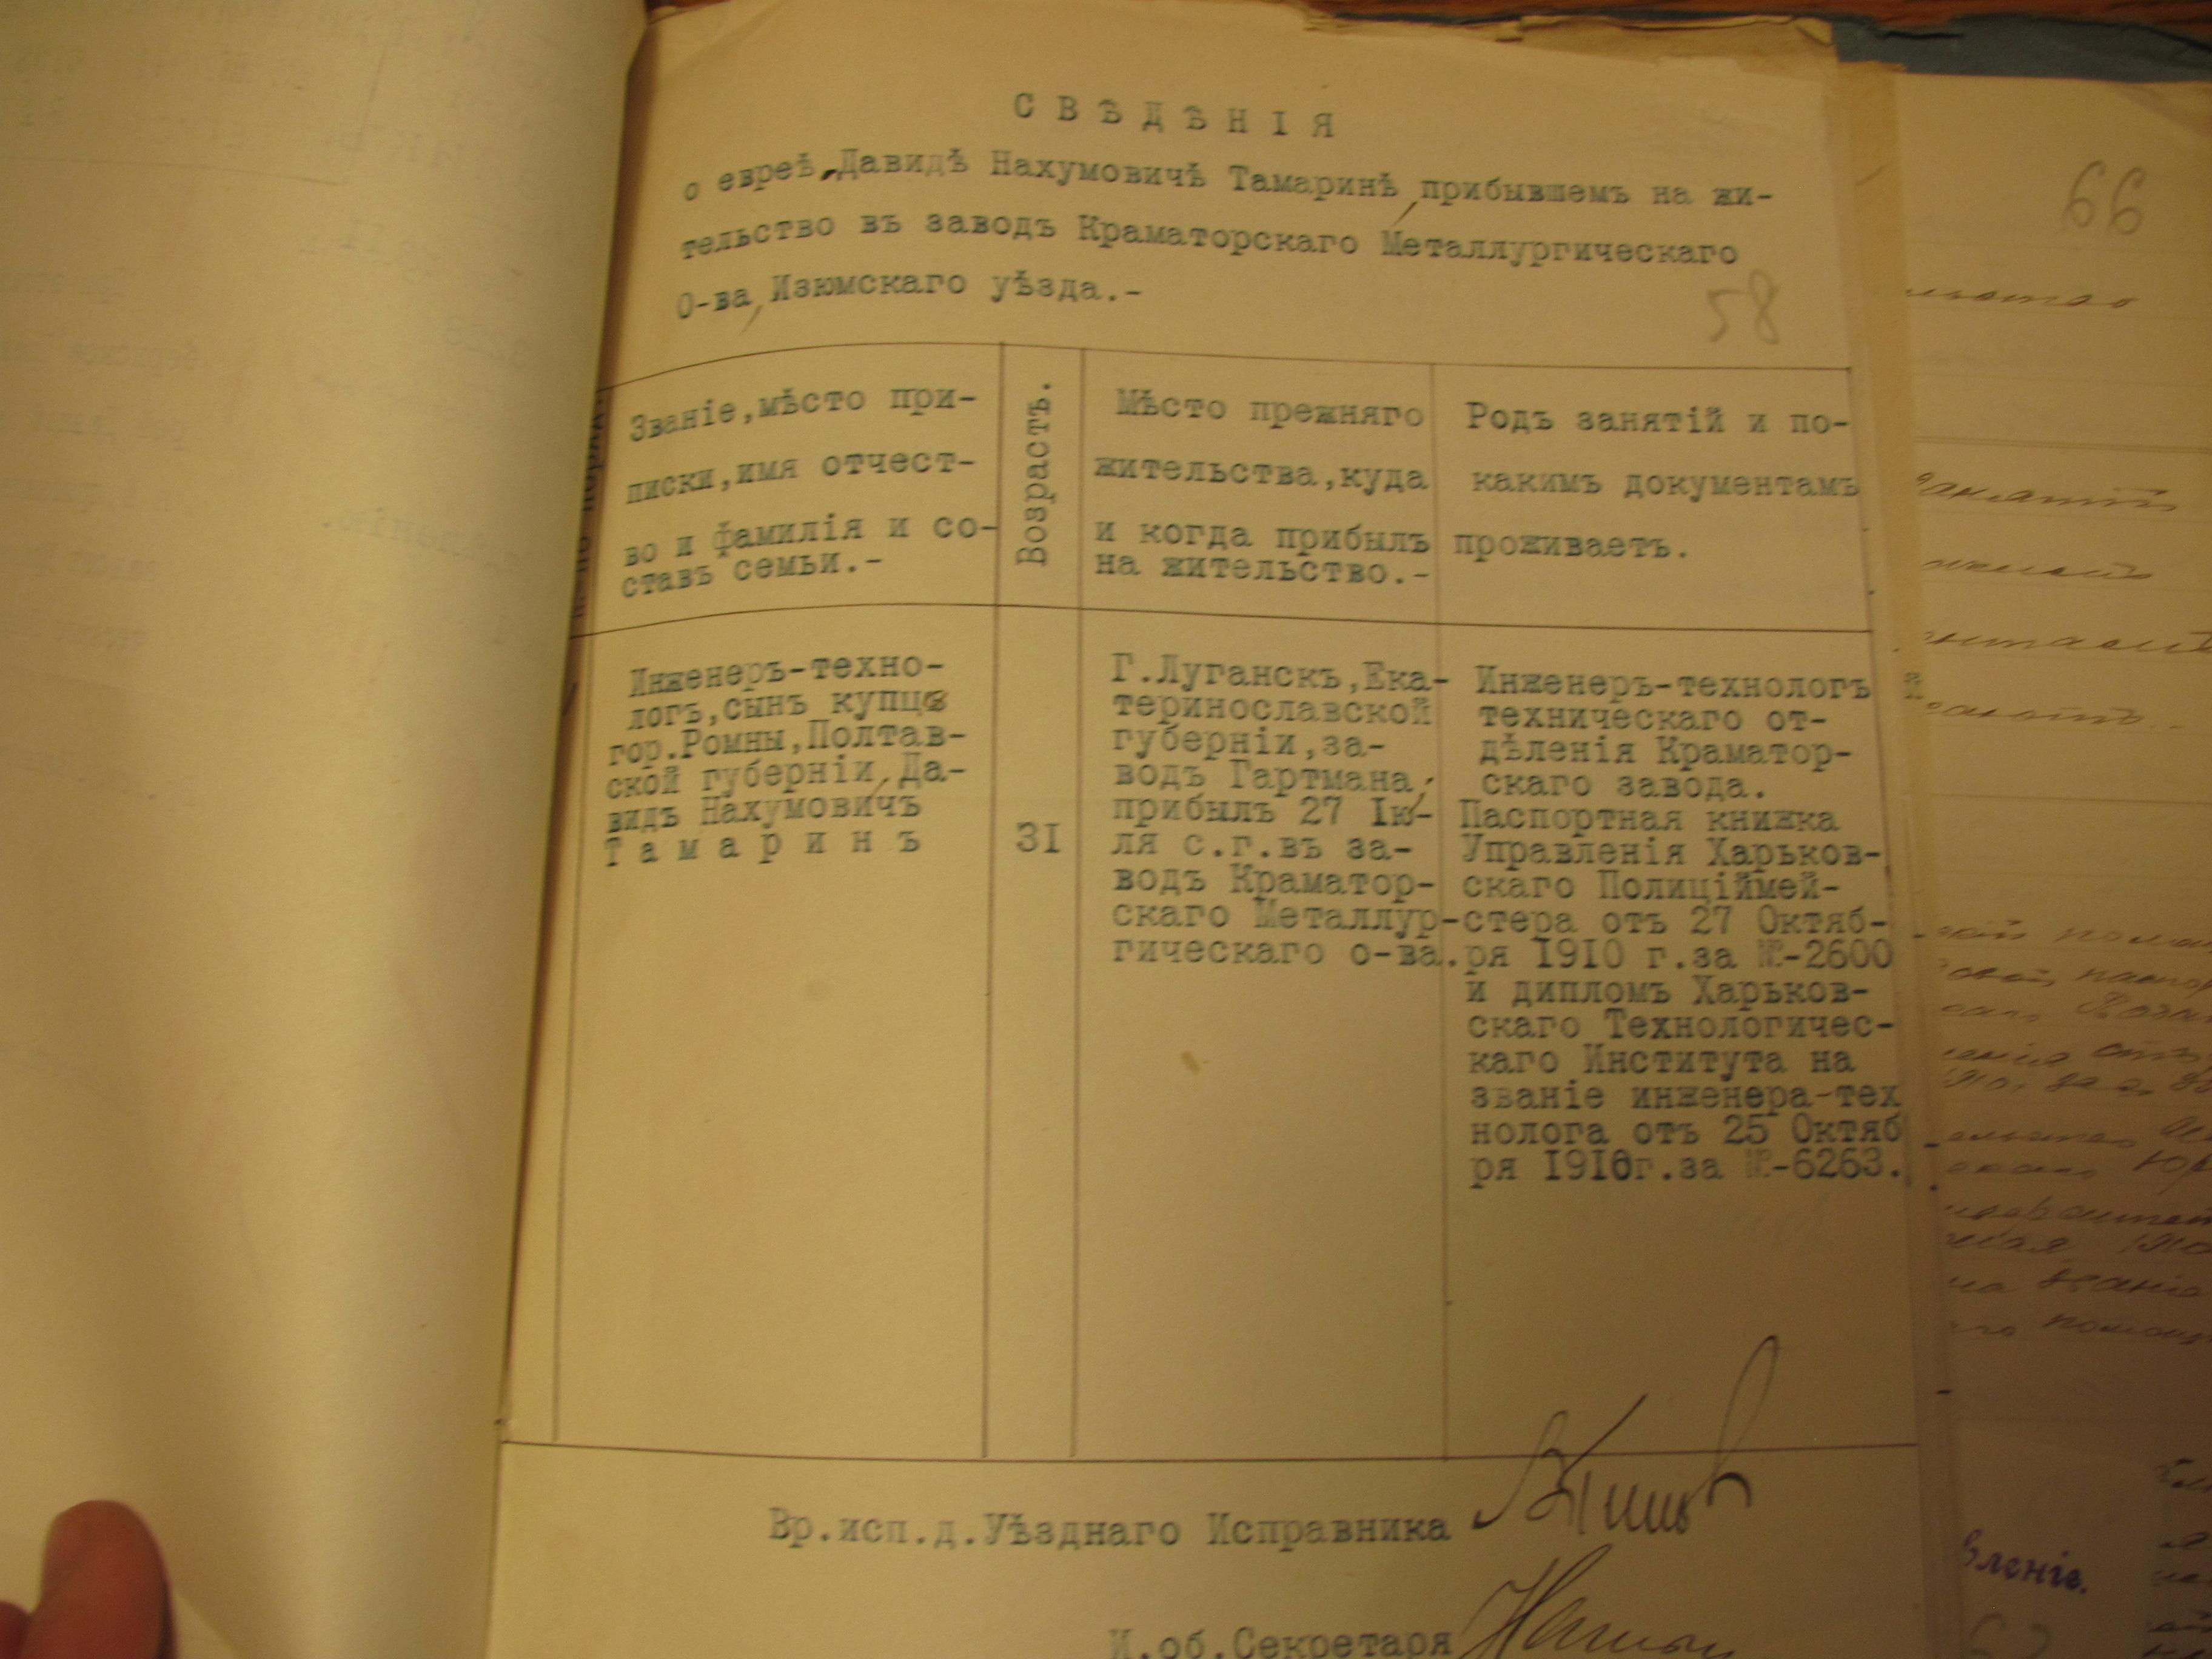 СВѢДѢНІЯ
о евреѣ, Давидѣ Нахумовичѣ Тамаринѣ, прибывшемъ на жи-
тельство въ заводъ Краматорскаго Металлургическаго
О-ва, Изюмскаго уѣзда.-
66
58
Званіе, мѣсто при-
писки, имя отчест-
во и фамилія и со-
ставъ семьи.-
Возрастъ.
Мѣсто прежняго
жительства, куда
и когда прибылъ
на жительство.-
Родъ занятій и по-
какимъ документамъ
проживаетъ.
Инженеръ-техно-
логъ, сынъ купца
гор.Ромны, Полтав-
ской губерніи, Да-
видъ Нахумовичъ
Тамаринъ
31
Г.Луганскъ, Ека-
теринославской
губерніи, за-
водъ Гартмана;
прибылъ 27 Ію-
ля с.г.въ за-
водъ Краматор-
скаго Металлур-
гическаго о-ва.
Инженеръ-технологъ
техническаго от-
дѣленія Краматор-
скаго завода.
Паспортная книжка
Управленія Харьков-
скаго Полиціймей-
стера отъ 27 Октяб-
ря 1910 г.за №-2600
и дипломъ Харьков-
скаго Технологичес-
каго Института на
званіе инженера-тех
нолога отъ 25 Октяб
ря 1910г.за №-6263.
Вр.исп.д.Уѣзднаго Исправника
И.об.Секретаря
вленіе.